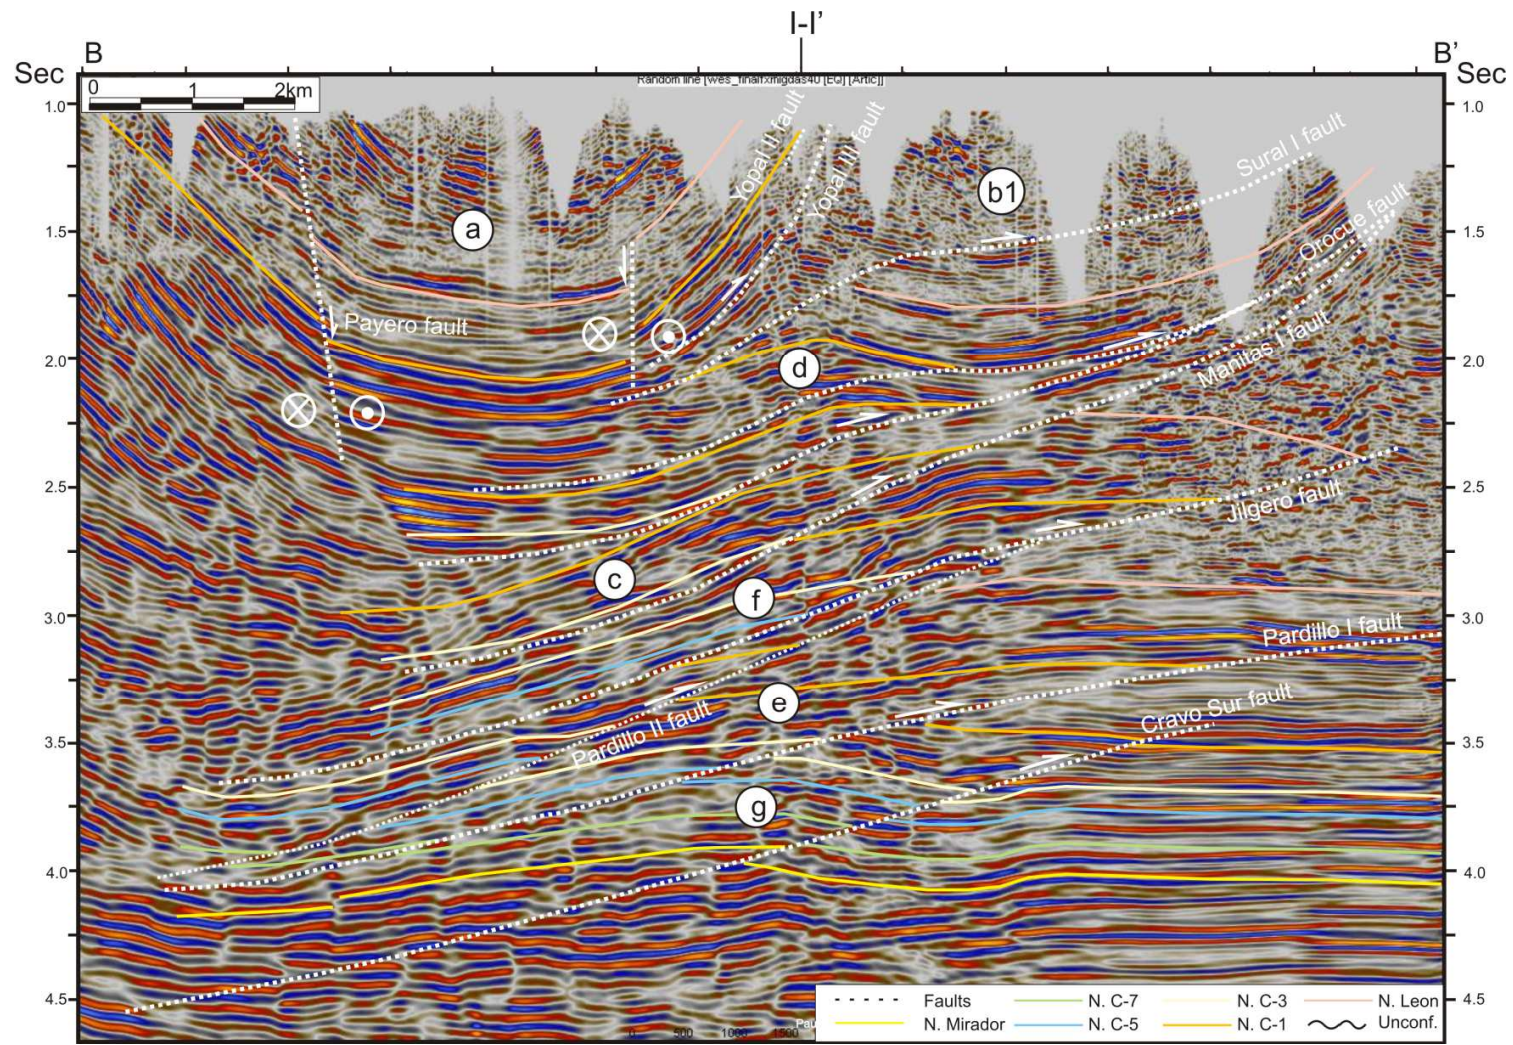 I-I'
B
B'
Sec
Sec
0 1 2km
Random line [wes_finalfxmigdas40 [EQ] [Artic]]
1.0
1.0
Yopal II fault
Yopal III fault
Sural I fault
b1
a
1.5
1.5
Orocue fault
Payero fault
Manitas I fault
2.0
2.0
d
2.5
2.5
Jilgero fault
c
f
3.0
3.0
Pardillo I fault
e
Cravo Sur fault
Pardillo II fault
3.5
3.5
g
4.0
4.0
4.5
4.5
Faults
N. C-7
N. C-3
N. Leon
N. Mirador
N. C-5
N. C-1
Unconf.
0 500 1000 1500